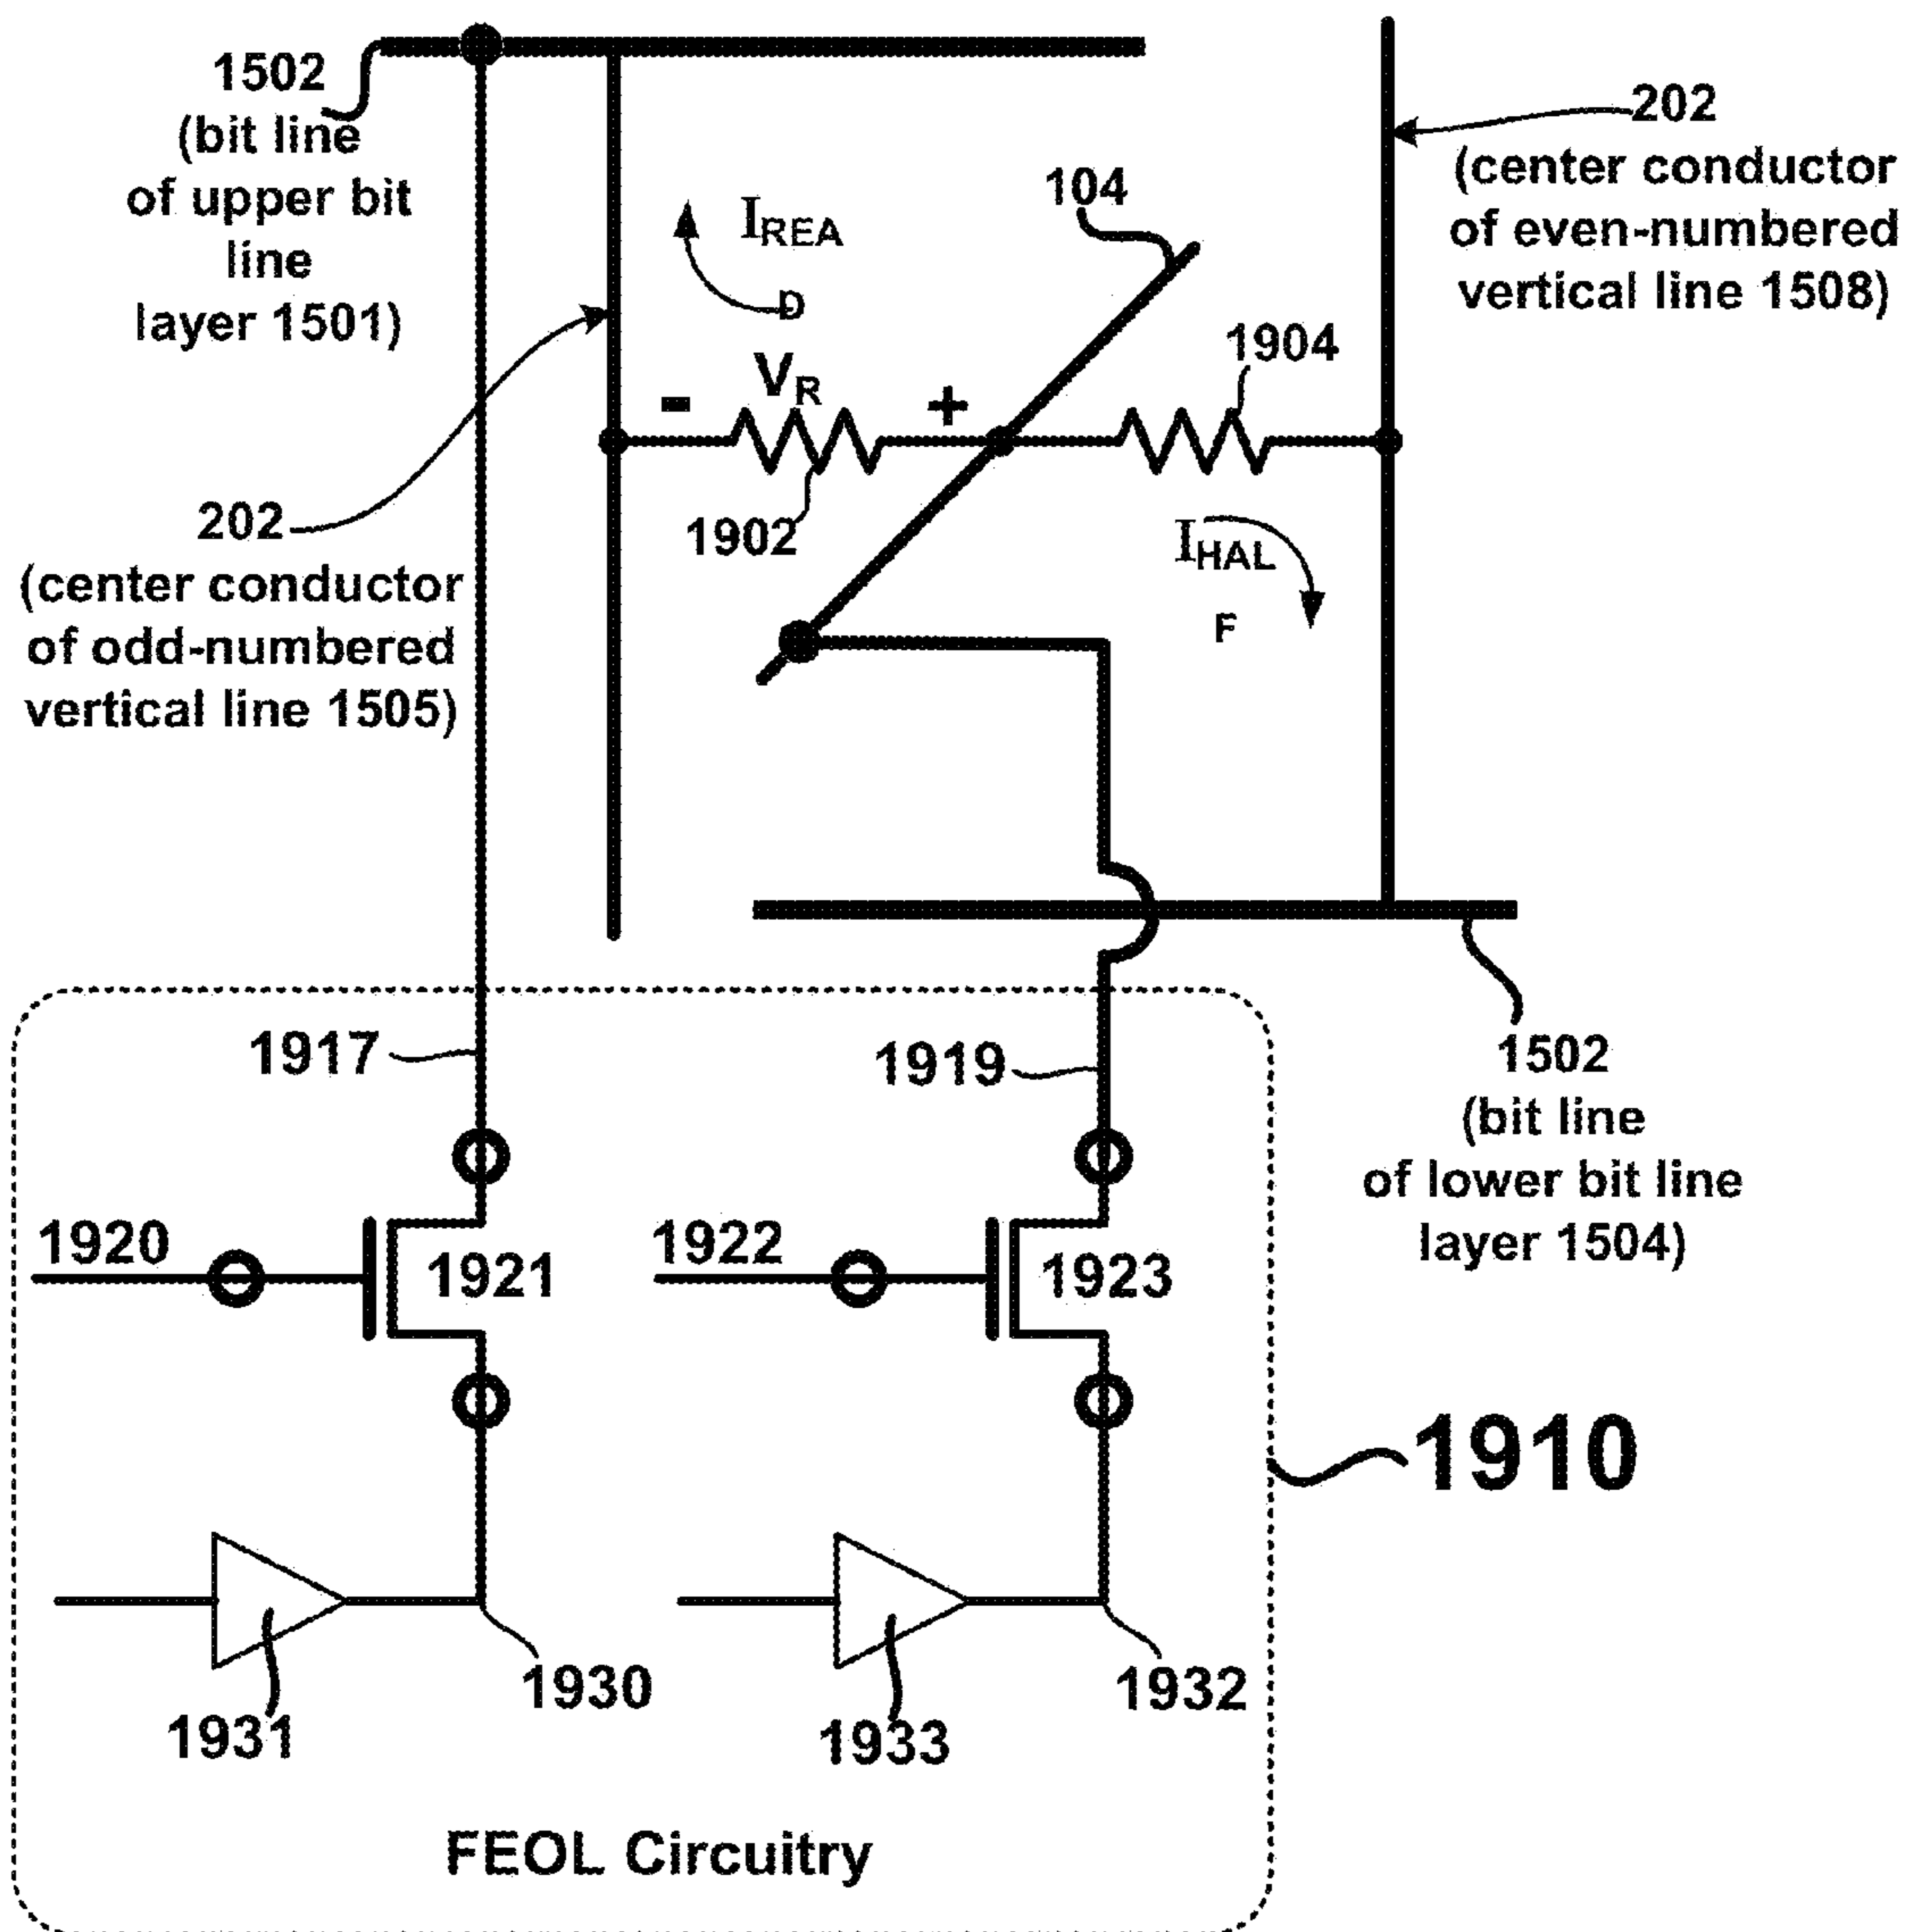 1502
(bit line
of upper bit
line
layer 1501)
202
(center conductor
of even-numbered
vertical line 1508)
104
IREA
D
1904
VR
-
+
1902
202
(center conductor
of odd-numbered
vertical line 1505)
IHAL
F
1917
1919
1502
(bit line
of lower bit line
layer 1504)
1920
1921
1922
1923
1910
1930
1932
1931
1933
FEOL Circuitry